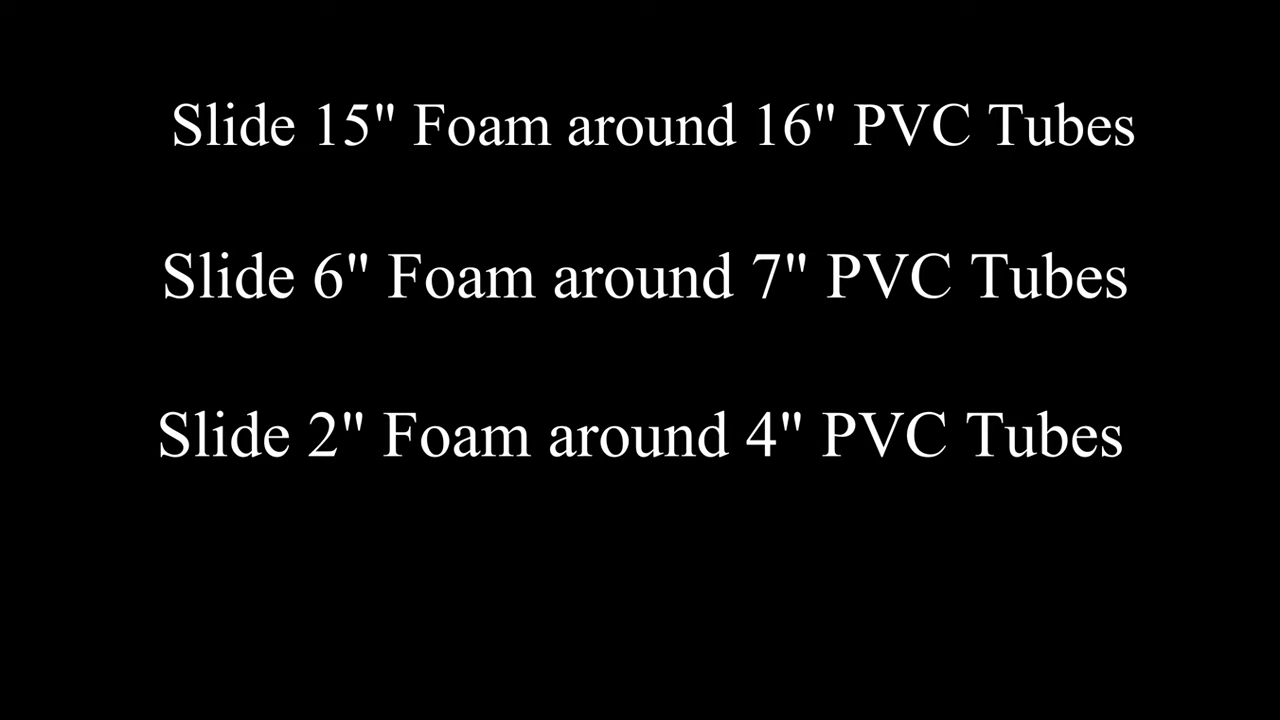 Slide 15" Foam around 16" PVC Tubes
Slide 6" Foam around 7" PVC Tubes
Slide 2" Foam around 4" PVC Tubes